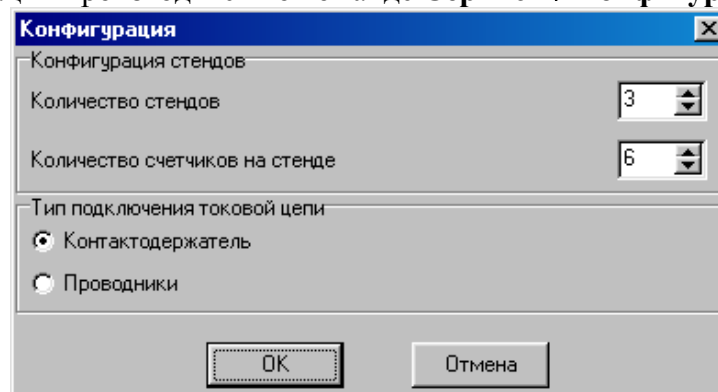 Конфигурация
Конфигурация стендов
Количество стендов 3
Количество счетчиков на стенде 6
Тип подключения токовой цепи
Контактодержатель
Проводники
OK Отмена